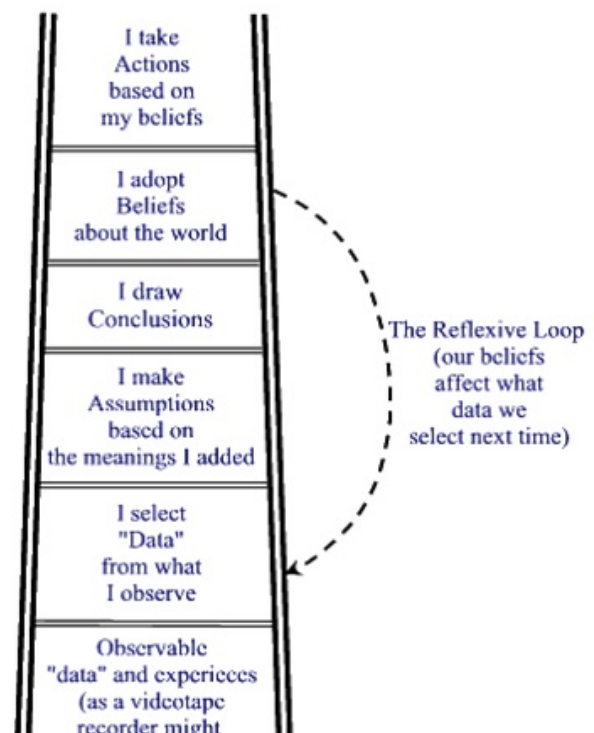 I take
Actions
based on
my beliefs
I adopt
Beliefs
about the world
I draw
Conclusions
I make
Assumptions
based on
the meanings I added
I select
"Data"
from what
I observe
The Reflexive Loop
(our beliefs
affect what
data we
select next time)
Observable
"data" and experieces
(as a videotape
recorder might